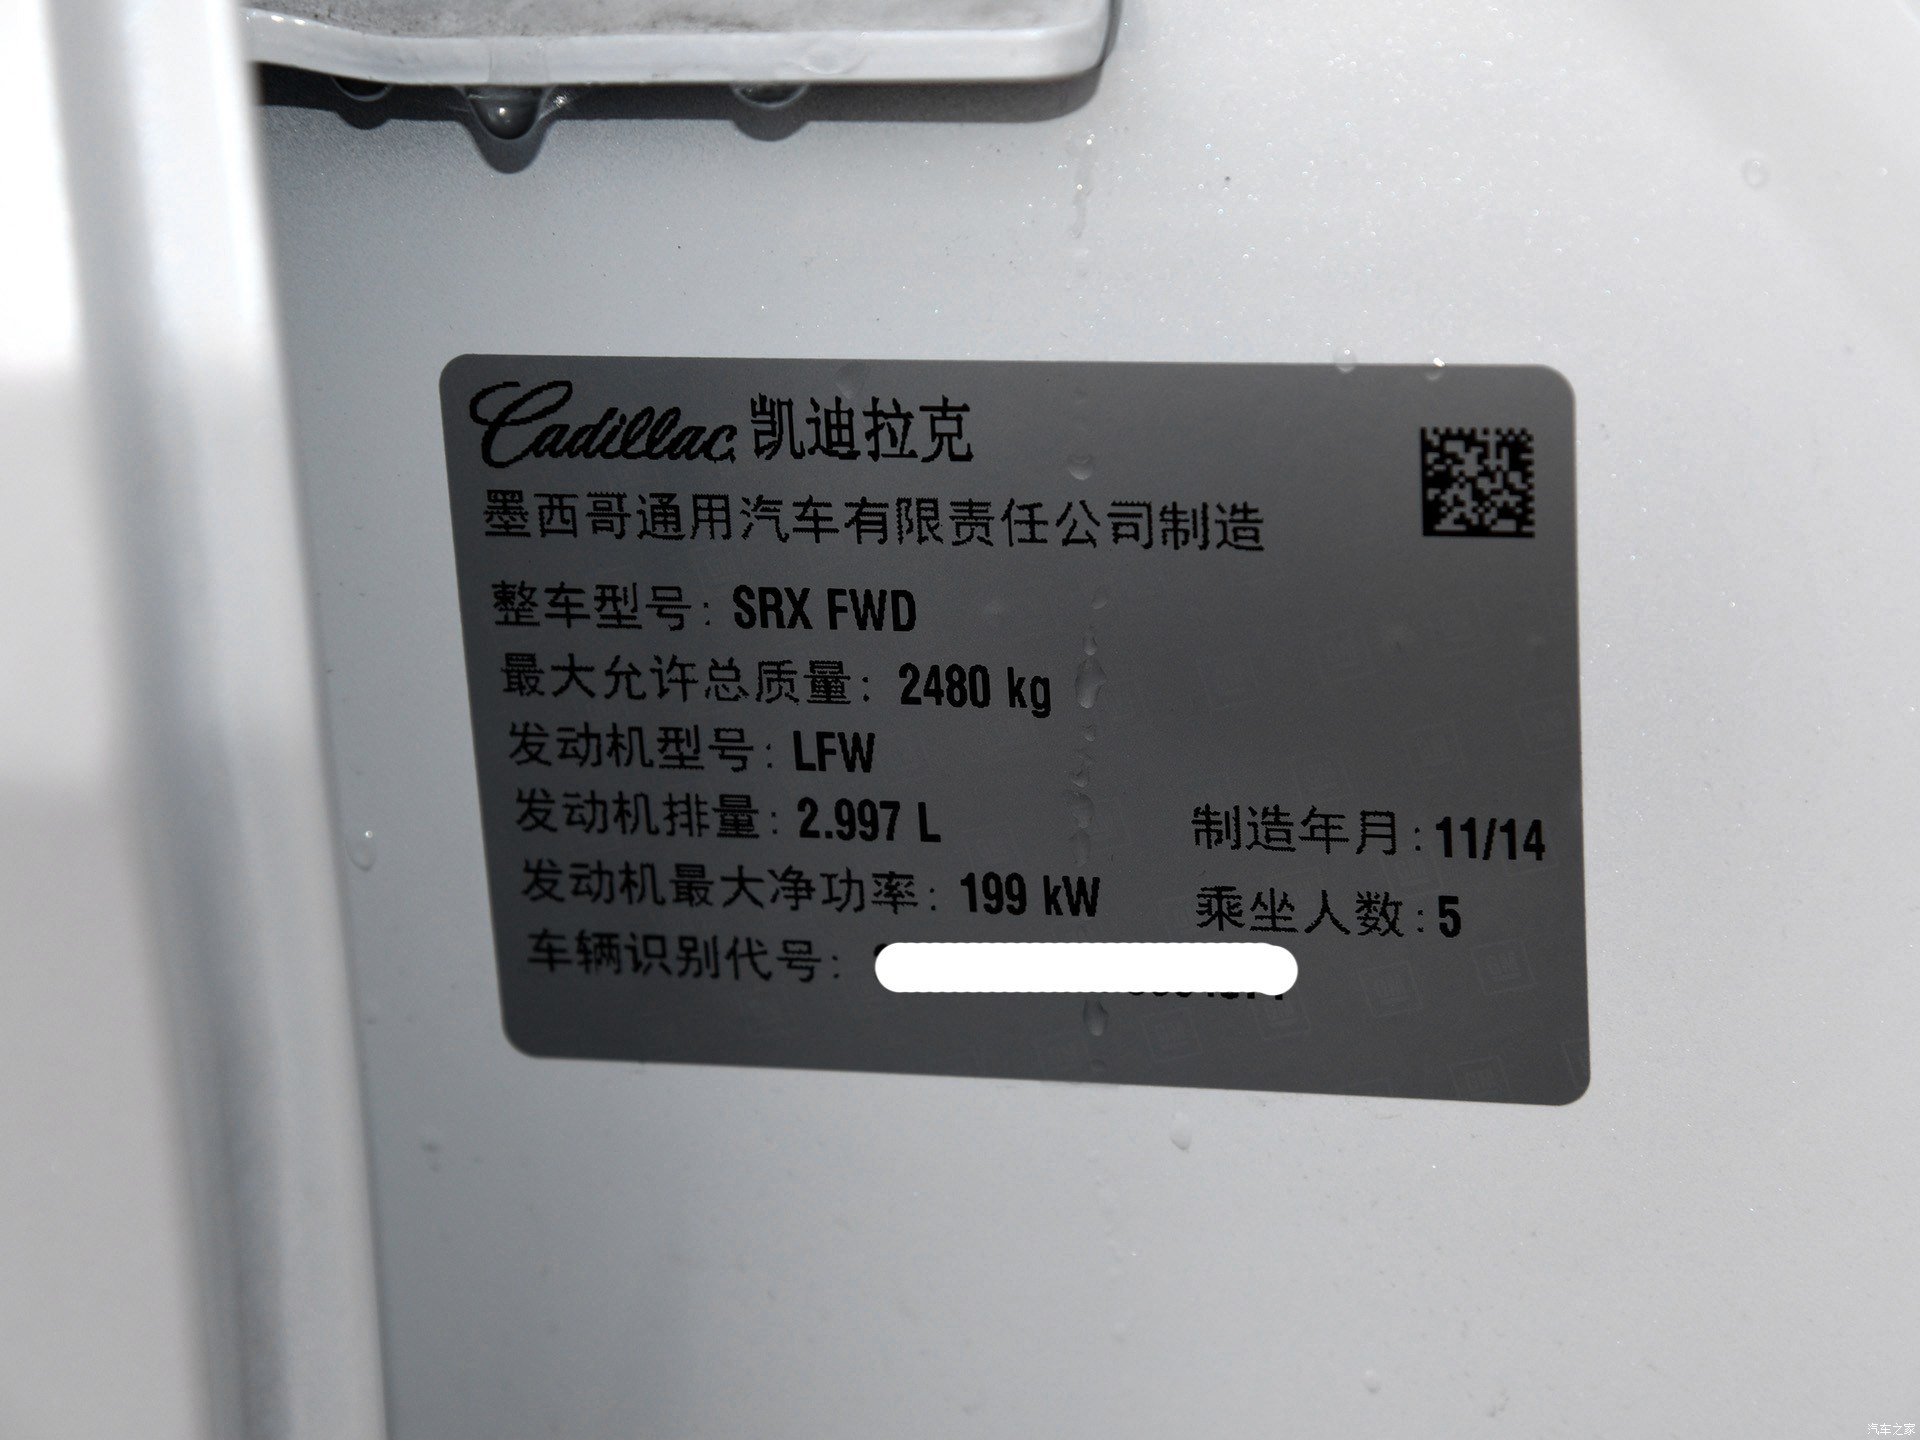 Cadillac 凯迪拉克
墨西哥通用汽车有限责任公司制造
整车型号: SRX FWD
最大允许总质量: 2480 kg
发动机型号: LFW
发动机排量: 2.997 L
制造年月: 11/14
发动机最大净功率: 199 kW
乘坐人数: 5
车辆识别代号:
汽车之家